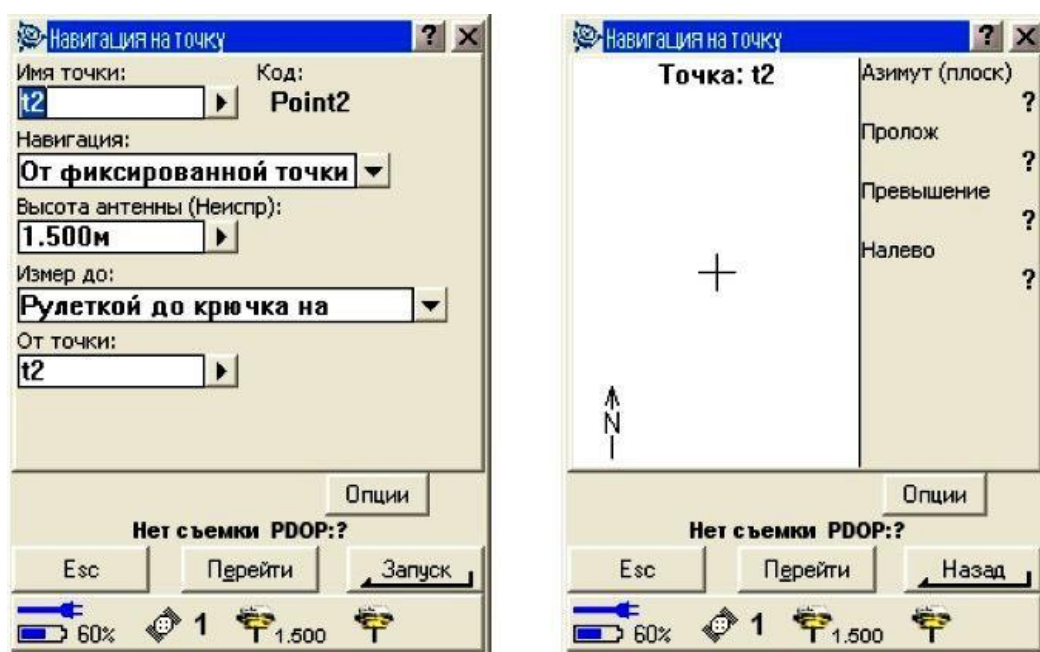 Навигация на точку ? X
Имя точки: Код:
t2 Point2
Навигация:
От фиксированной точки
Высота антенны (Неиспр):
1.500м
Измер до:
Рулеткой до крючка на
От точки:
t2
Опции
Нет съемки PDOP:?
Esc Перейти Запуск
60% 1 1.500
Навигация на точку ? X
Точка: t2
Азимут (плоск)
?
Пролож
?
Превышение
?
Налево
?
N
Опции
Нет съемки PDOP:?
Esc Перейти Назад
60% 1 1.500